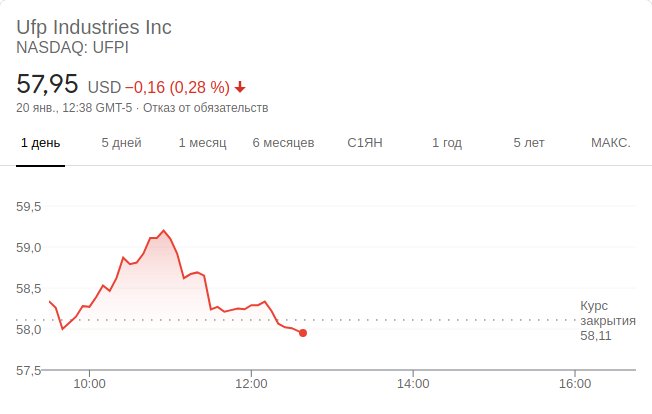 Ufp Industries Inc
NASDAQ: UFPI
57,95 USD −0,16 (0,28 %)
20 янв., 12:38 GMT-5 · Отказ от обязательств
1 день 5 дней 1 месяц 6 месяцев С1ЯН 1 год 5 лет МАКС.
59,5
59,0
58,5
58,0
57,5
Курс
закрытия
58,11
10:00 12:00 14:00 16:00